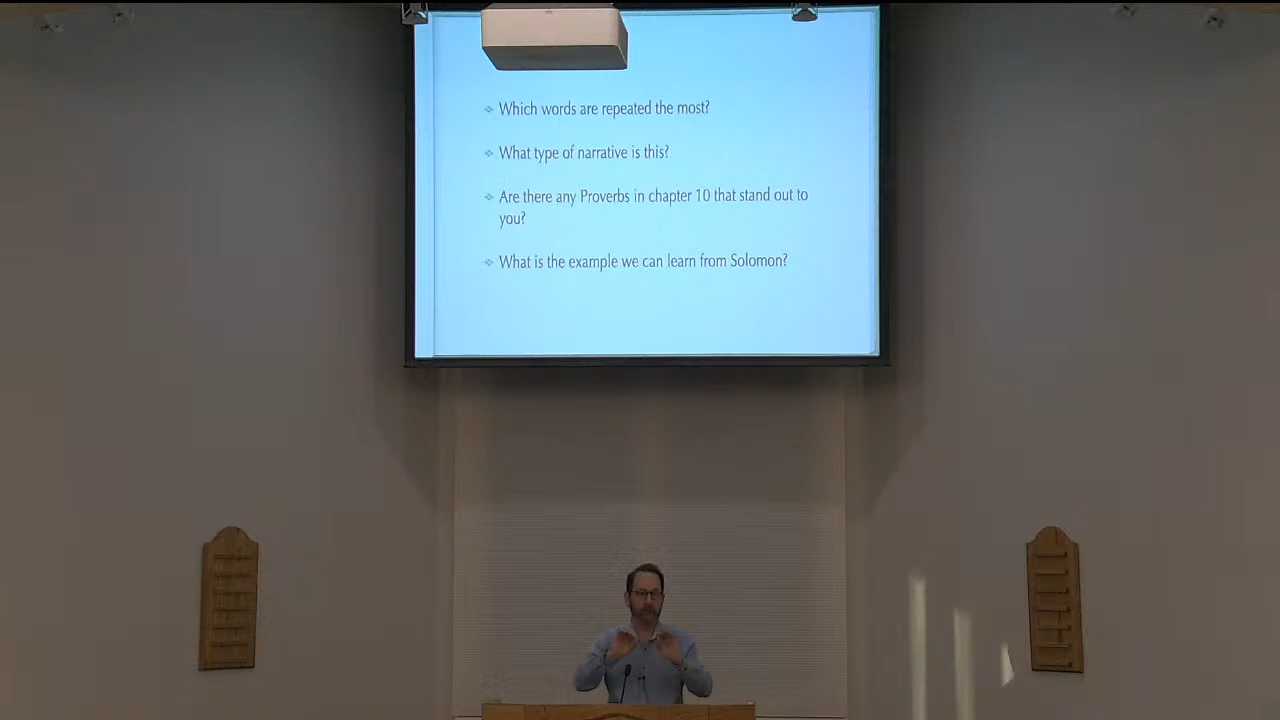 Which words are repeated the most?
What type of narrative is this?
Are there any Proverbs in chapter 10 that stand out to
you?
What is the example we can learn from Solomon?